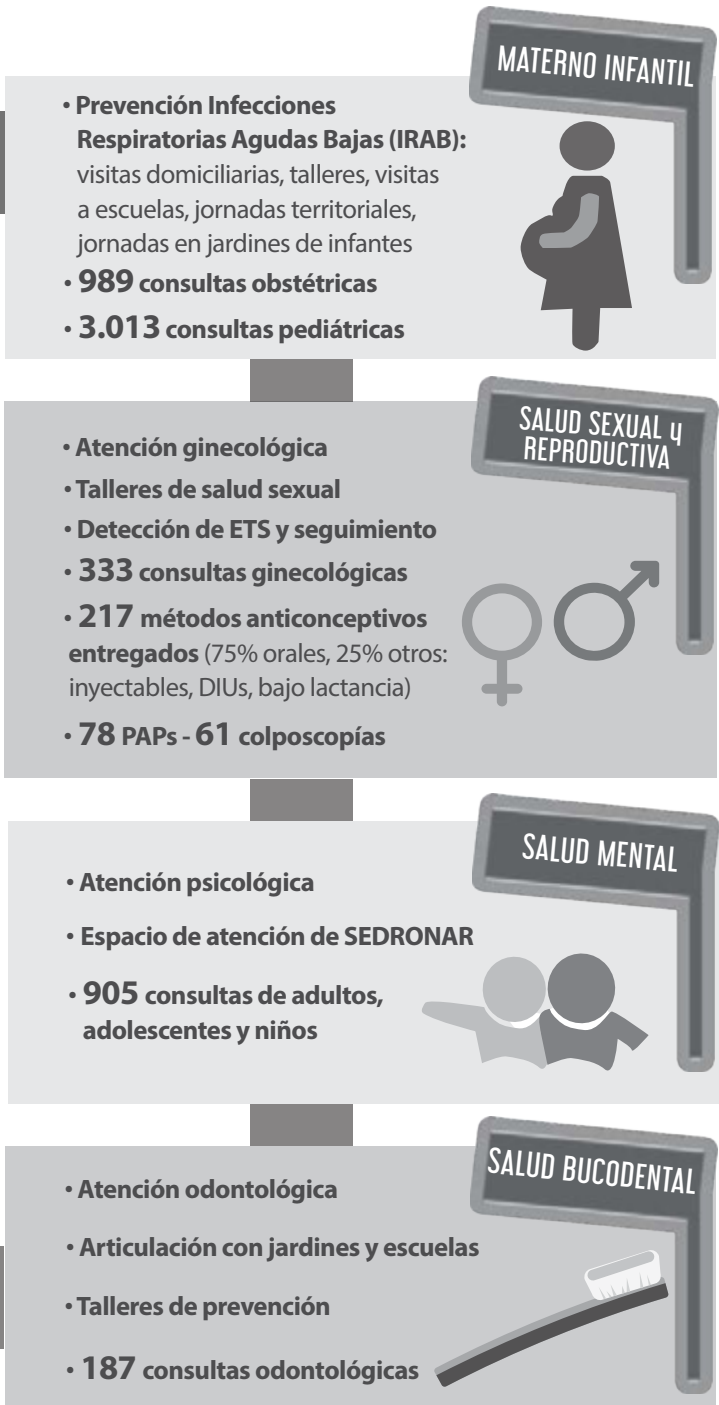 MATERNO INFANTIL
• Prevención Infecciones
Respiratorias Agudas Bajas (IRAB):
visitas domiciliarias, talleres, visitas
a escuelas, jornadas territoriales,
jornadas en jardines de infantes
• 989 consultas obstétricas
• 3.013 consultas pediátricas
SALUD SEXUAL y
REPRODUCTIVA
• Atención ginecológica
• Talleres de salud sexual
• Detección de ETS y seguimiento
• 333 consultas ginecológicas
• 217 métodos anticonceptivos
entregados (75% orales, 25% otros:
inyectables, DIUs, bajo lactancia)
• 78 PAPs - 61 colposcopías
SALUD MENTAL
• Atención psicológica
• Espacio de atención de SEDRONAR
• 905 consultas de adultos,
adolescentes y niños
SALUD BUCODENTAL
• Atención odontológica
• Articulación con jardines y escuelas
• Talleres de prevención
• 187 consultas odontológicas